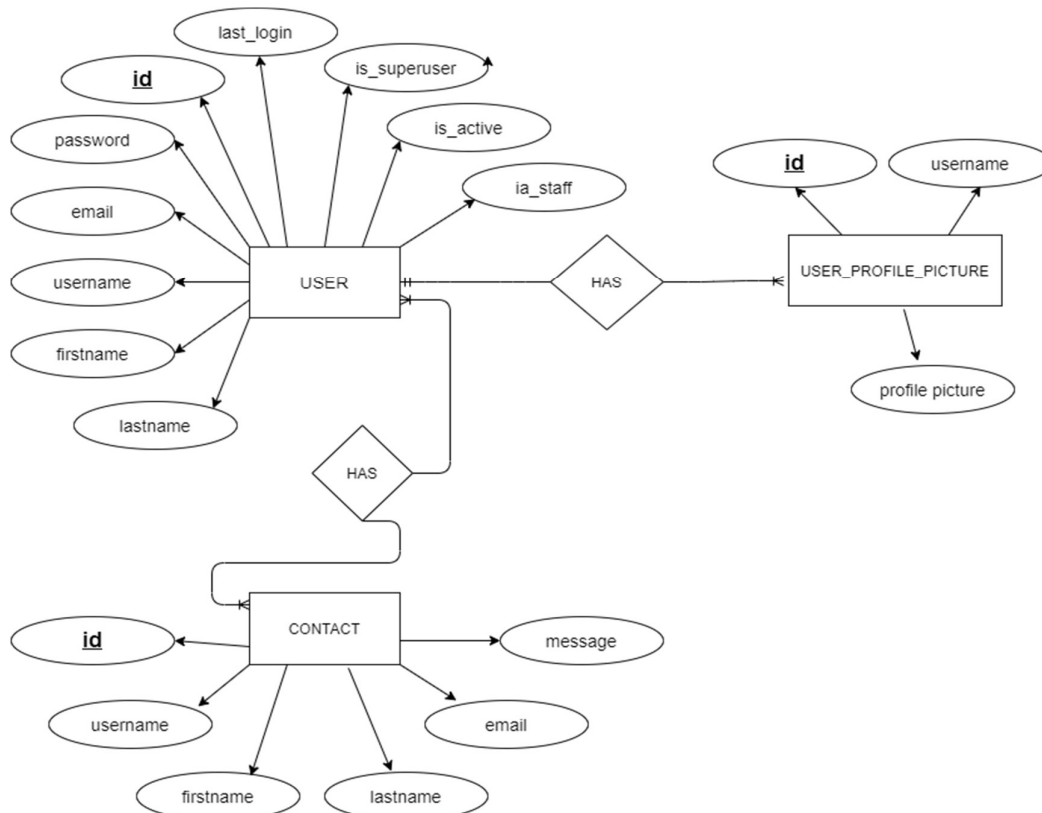 last_login
id
is_superuser
password
is_active
email
ia_staff
username
USER
firstname
lastname
HAS
id
username
USER_PROFILE_PICTURE
profile picture
HAS
CONTACT
id
message
username
email
firstname
lastname